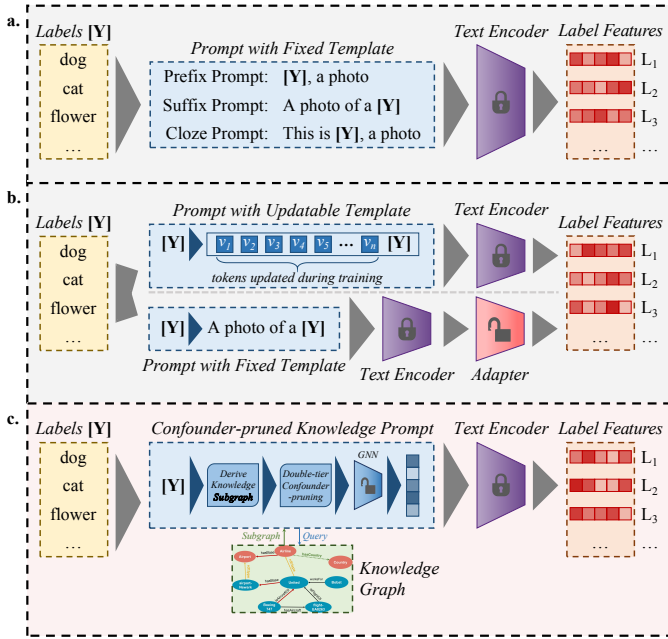 a.
Labels [Y]
dog
cat
flower
...
Prompt with Fixed Template
Prefix Prompt: [Y], a photo
Suffix Prompt: A photo of a [Y]
Cloze Prompt: This is [Y], a photo
Text Encoder
Label Features
L1
L2
L3
...
b.
Labels [Y]
dog
cat
flower
...
Prompt with Updatable Template
[Y] v1 v2 v3 v4 v5 ... vn [Y]
tokens updated during training
Text Encoder
[Y] A photo of a [Y]
Prompt with Fixed Template
Text Encoder
Adapter
Label Features
L1
L2
L3
...
c.
Labels [Y]
dog
cat
flower
...
Confounder-pruned Knowledge Prompt
[Y]
Derive
Knowledge
Subgraph
Double-tier
Confounder
-pruning
GNN
Text Encoder
Label Features
L1
L2
L3
...
Subgraph
Query
Knowledge
Graph
Airline
Airport
Country
United